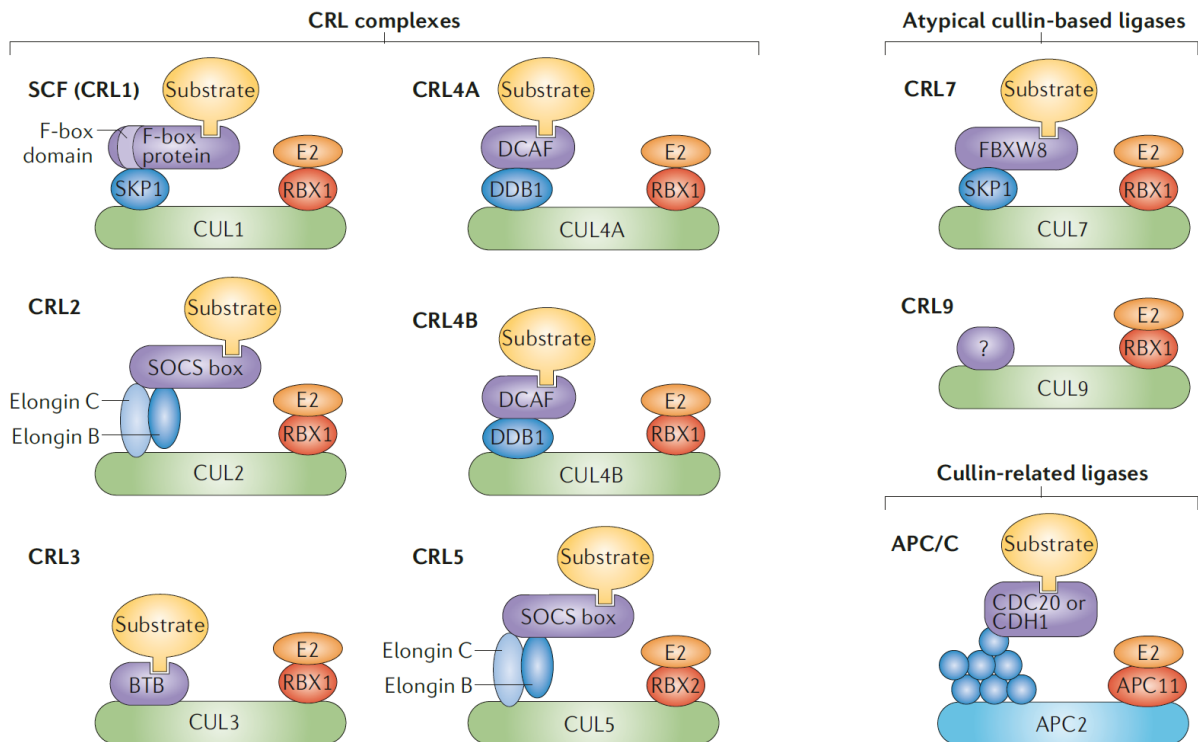 CRL complexes
Atypical cullin-based ligases
SCF (CRL1)
Substrate
F-box
domain
F-box
protein
E2
SKP1
RBX1
CUL1
CRL4A
Substrate
DCAF
E2
DDB1
RBX1
CUL4A
CRL7
Substrate
FBXW8
E2
SKP1
RBX1
CUL7
CRL2
Substrate
SOCS box
Elongin C
Elongin B
E2
RBX1
CUL2
CRL4B
Substrate
DCAF
E2
DDB1
RBX1
CUL4B
CRL9
?
E2
RBX1
CUL9
Cullin-related ligases
CRL3
Substrate
BTB
E2
RBX1
CUL3
CRL5
Substrate
SOCS box
Elongin C
Elongin B
E2
RBX2
CUL5
APC/C
Substrate
CDC20 or
CDH1
E2
APC11
APC2